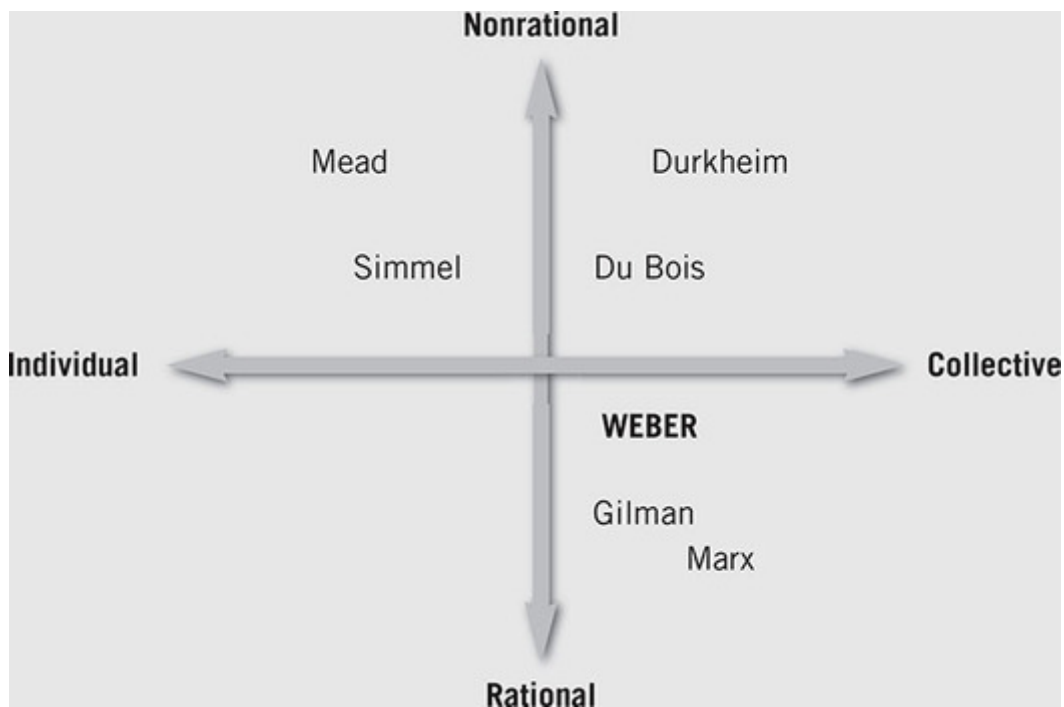 Nonrational
Mead
Durkheim
Simmel
Du Bois
Individual
Collective
WEBER
Gilman
Marx
Rational